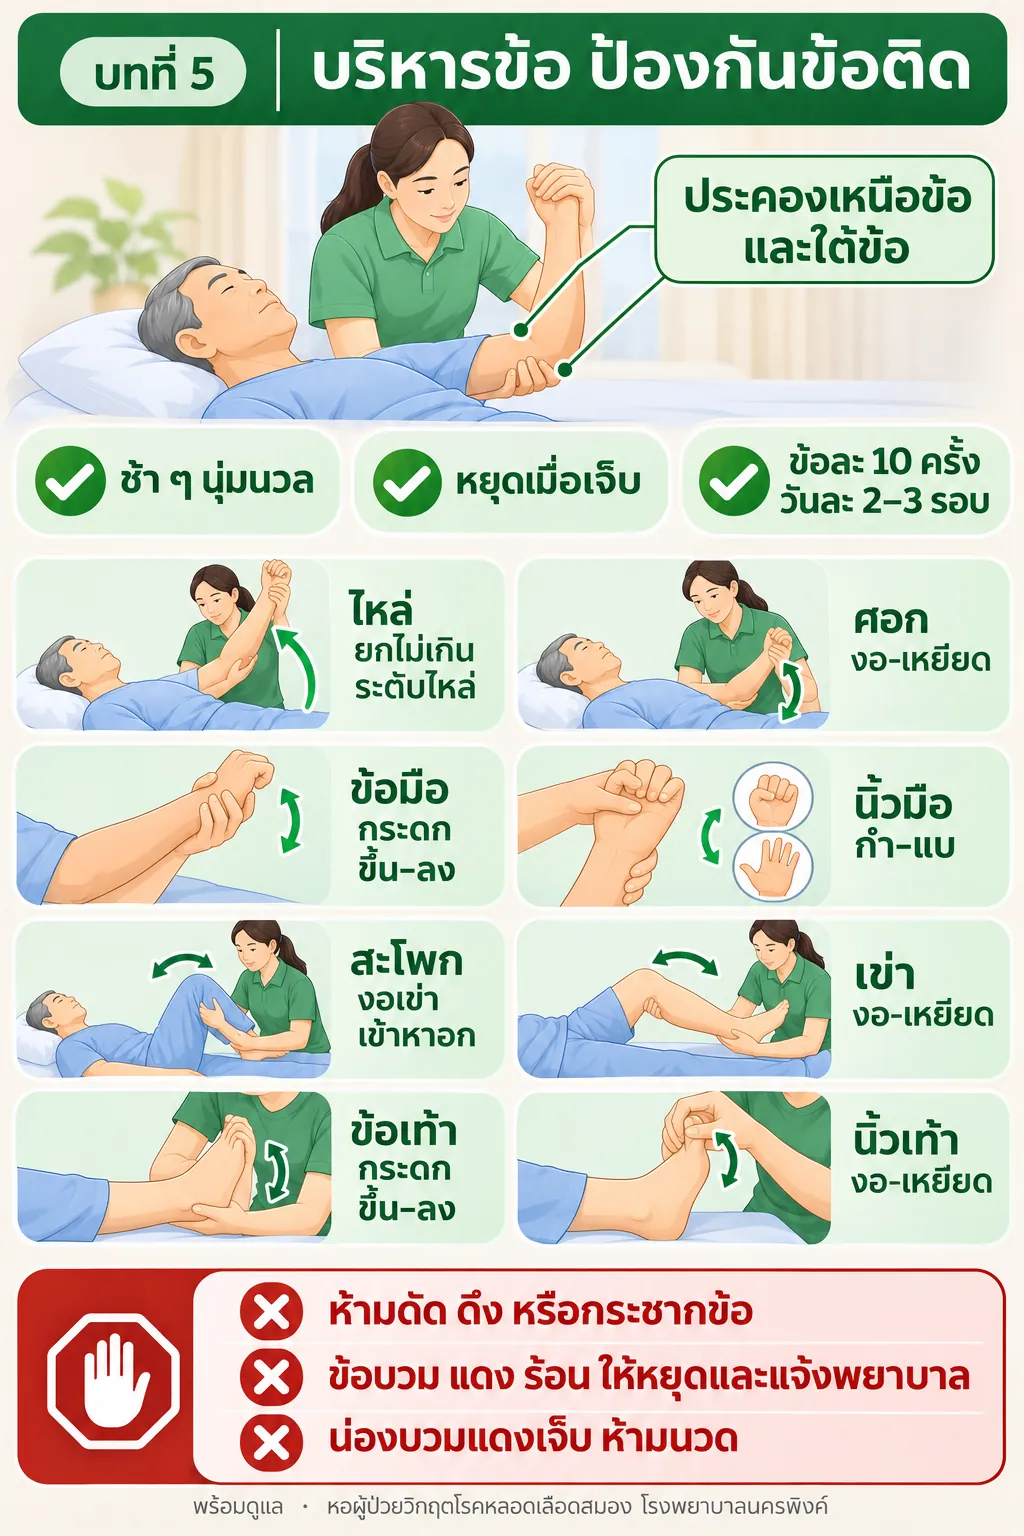 บทที่ 5
บริหารข้อ ป้องกันข้อติด
ประคองเหนือข้อ
และใต้ข้อ
ช้า ๆ นุ่มนวล
หยุดเมื่อเจ็บ
ข้อละ 10 ครั้ง
วันละ 2–3 รอบ
ไหล่
ยกไม่เกิน
ระดับไหล่
ศอก
งอ-เหยียด
ข้อมือ
กระดก
ขึ้น–ลง
นิ้วมือ
กำ–แบ
สะโพก
งอเข่า
เข้าหาอก
เข่า
งอ-เหยียด
ข้อเท้า
กระดก
ขึ้น–ลง
นิ้วเท้า
งอ-เหยียด
ห้ามดัด ดึง หรือกระชากข้อ
ข้อบวม แดง ร้อน ให้หยุดและแจ้งพยาบาล
น่องบวมแดงเจ็บ ห้ามนวด
พร้อมดูแล · หอผู้ป่วยวิกฤตโรคหลอดเลือดสมอง โรงพยาบาลนครพิงค์